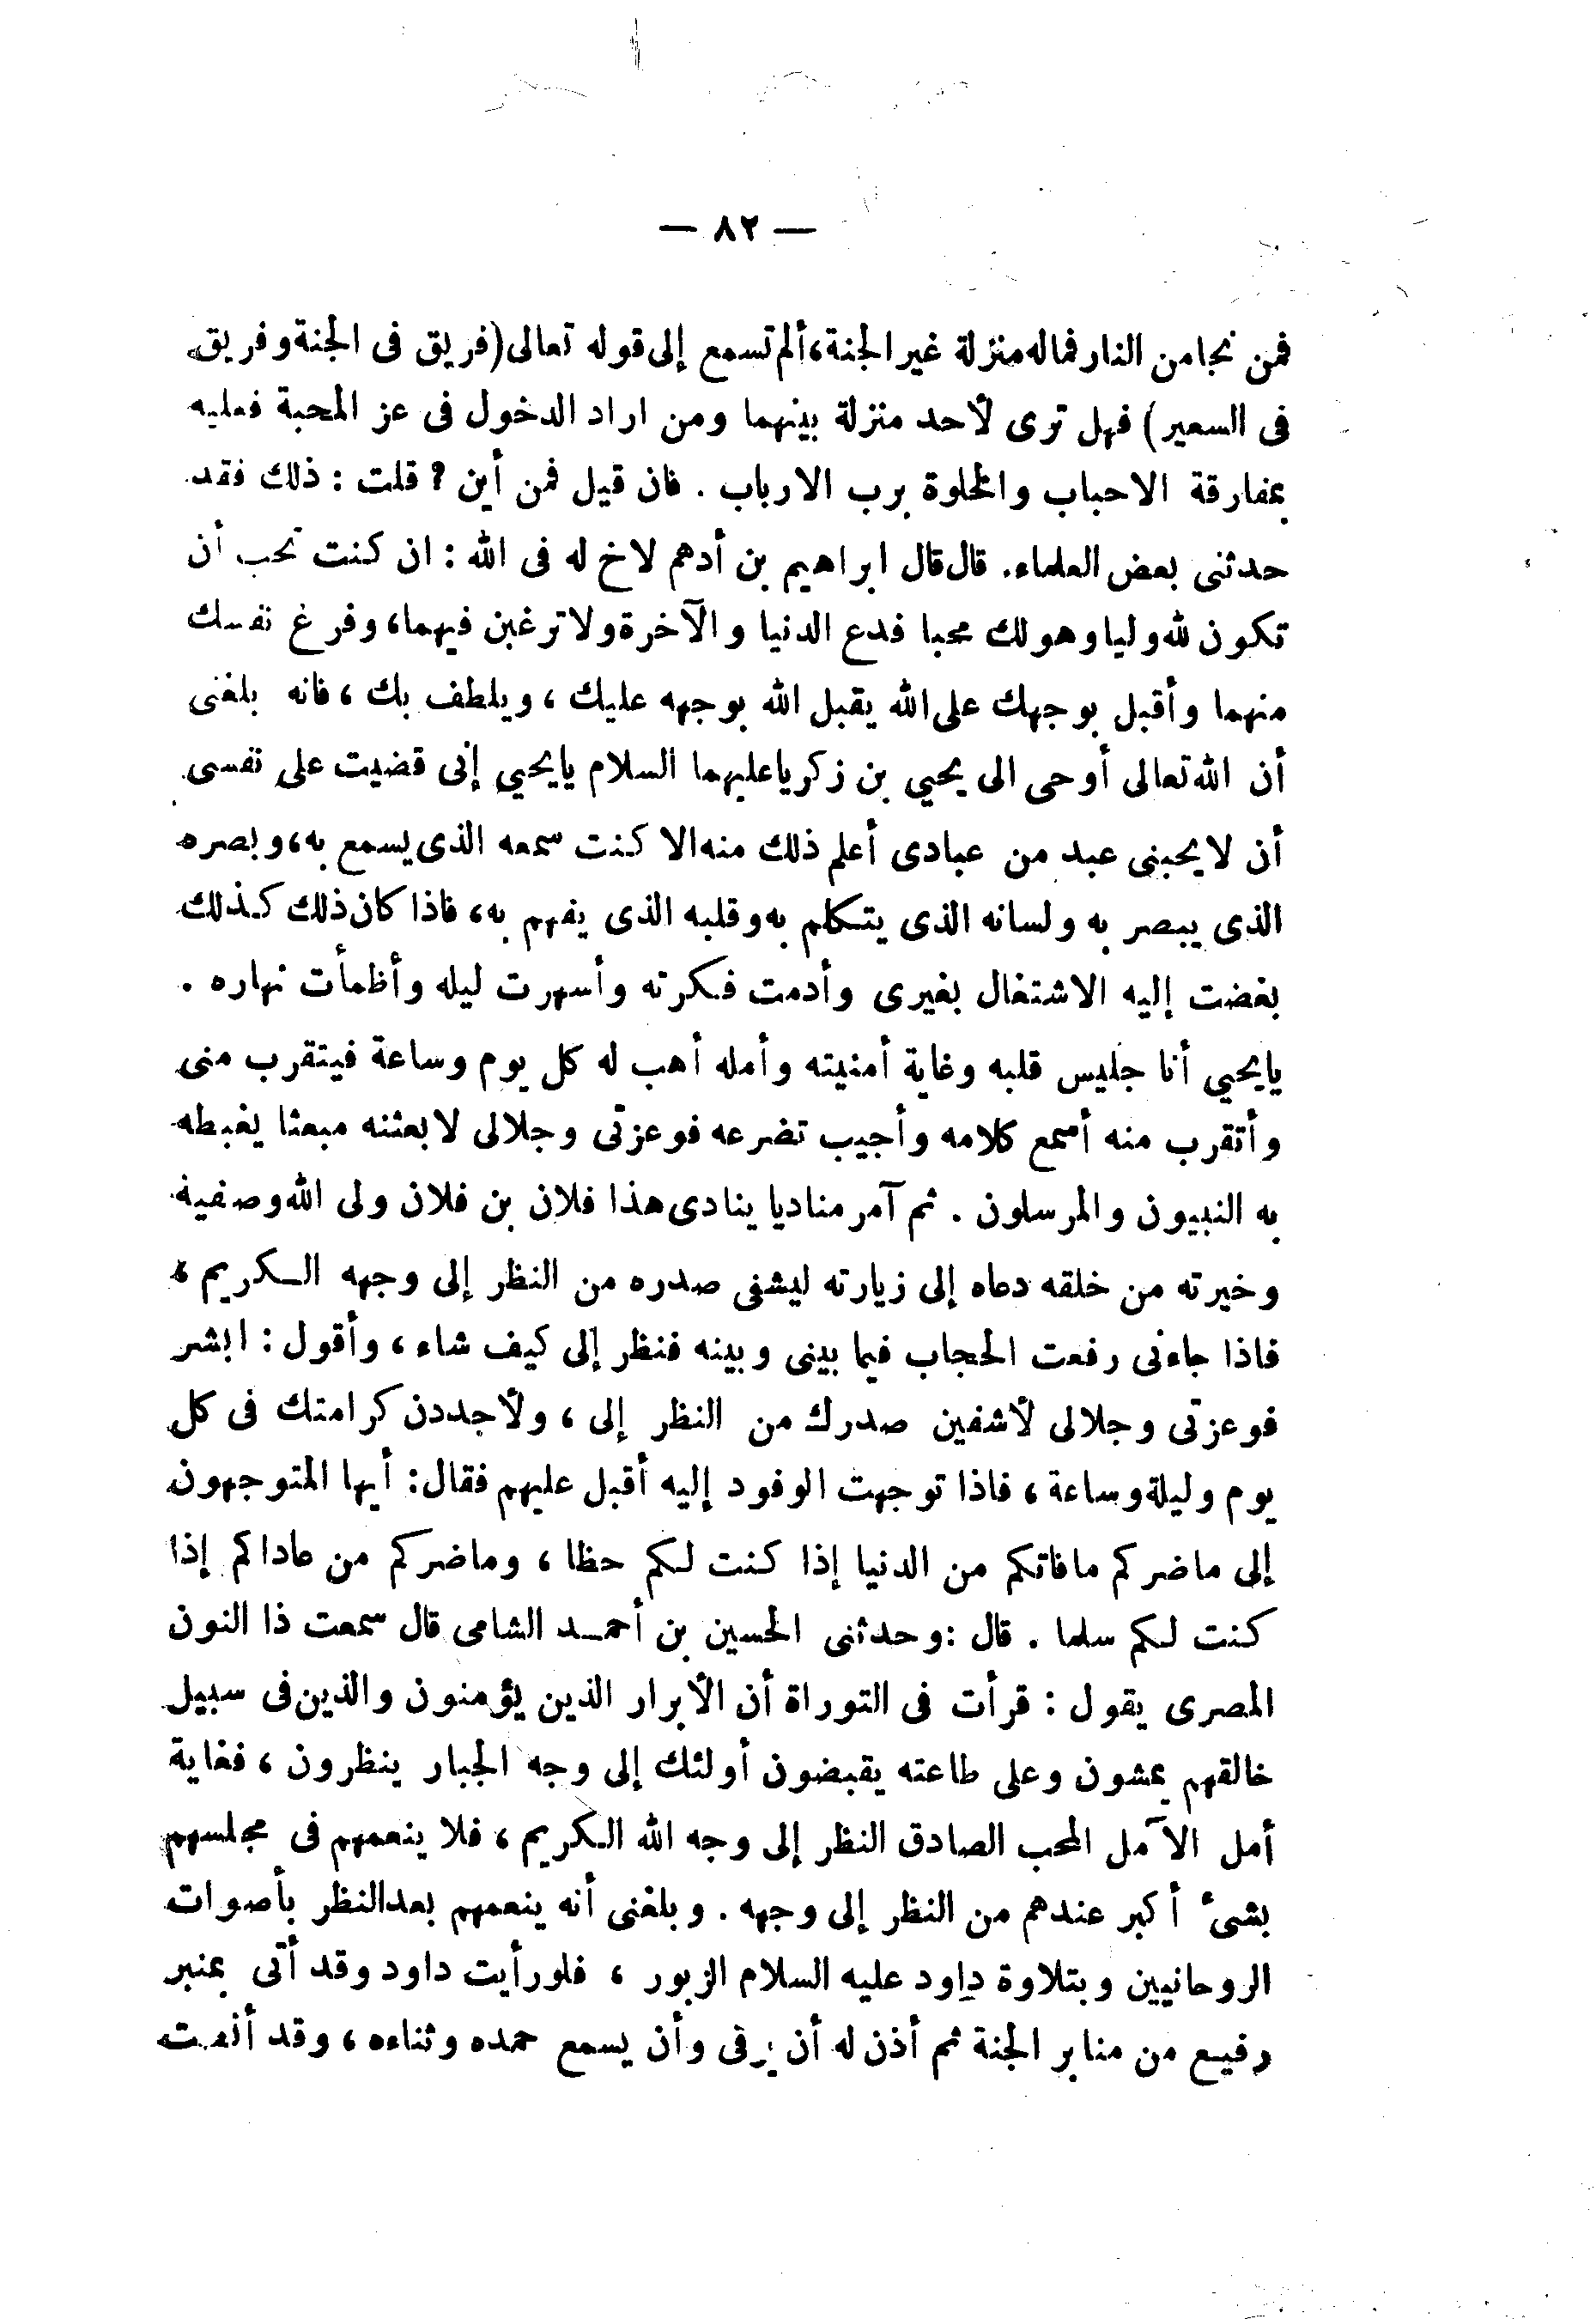 — ٨٢ —
فمن نجا من النار فما له منزلة غير الجنة، ألم تسمع إلى قوله تعالى (فريق فى الجنة وفريق
فى السعير) فهل ترى لأحد منزلة بينهما ومن اراد الدخول فى عز المحبة فعليه
بمفارقة الاحباب والخلوة برب الارباب . فان قيل فمن أين ? قلت : ذلك فقد
حدثنى بعض العلماء. قال قال ابراهيم بن أدهم لاخ له فى الله : ان كنت تحب أن
تكون لله وليا وهو لك محبا فدع الدنيا والآخرة ولا ترغبن فيهما، وفرغ نفسك
منهما وأقبل بوجهك على الله يقبل الله بوجهه عليك ، ويلطف بك ، فانه بلغنى
أن الله تعالى أوحى الى يحيي بن زكريا عليهما السلام يايحيي إنى قضيت على نفسى
أن لا يحبنى عبد من عبادى أعلم ذلك منه الا كنت سمعه الذى يسمع به، وبصره
الذى يبصر به ولسانه الذى يتكلم به وقلبه الذى يفهم به، فاذا كان ذلك كذلك
بغضت إليه الاشتغال بغيرى وأدمت فكرته وأسهرت ليله وأظمأت نهاره .
يايحيي أنا جليس قلبه وغاية أمنيته وأمله أهب له كل يوم وساعة فيتقرب منى
وأتقرب منه أسمع كلامه وأجيب تضرعه فوعزتى وجلالى لابعثنه مبعثا يغبطه
به النبيون والمرسلون . ثم آمر مناديا ينادى هذا فلان بن فلان ولى الله وصفيه
وخيرته من خلقه دعاه إلى زيارته ليشفى صدره من النظر إلى وجهه الكريم ،
فاذا جاءنى رفعت الحجاب فيما بينى وبينه فنظر إلى كيف شاء ، وأقول : ابشر
فوعزتى وجلالى لأشفين صدرك من النظر إلى ، ولأجددن كرامتك فى كل
يوم وليلة وساعة ، فاذا توجهت الوفود إليه أقبل عليهم فقال: أيها المتوجهون
إلى ماضركم مافاتكم من الدنيا إذا كنت لكم حظا ، وماضركم من عاداكم إذا
كنت لكم سلما . قال : وحدثنى الحسين بن أحمد الشامى قال سمعت ذا النون
المصرى يقول : قرأت فى التوراة أن الأبرار الذين يؤمنون والذين فى سبيل
خالقهم يمشون وعلى طاعته يقبضون أولئك إلى وجه الجبار ينظرون ، فغاية
أمل الآمل المحب الصادق النظر إلى وجه الله الكريم ، فلا ينعمهم فى مجلسهم
بشىء أكبر عندهم من النظر إلى وجهه . وبلغنى أنه ينعمهم بعد النظر بأصوات
الروحانيين وبتلاوة داود عليه السلام الزبور ، فلو رأيت داود وقد أتى بمنبر
رفيع من منابر الجنة ثم أذن له أن يرقى وأن يسمع حمده وثناءه ، وقد أنصت